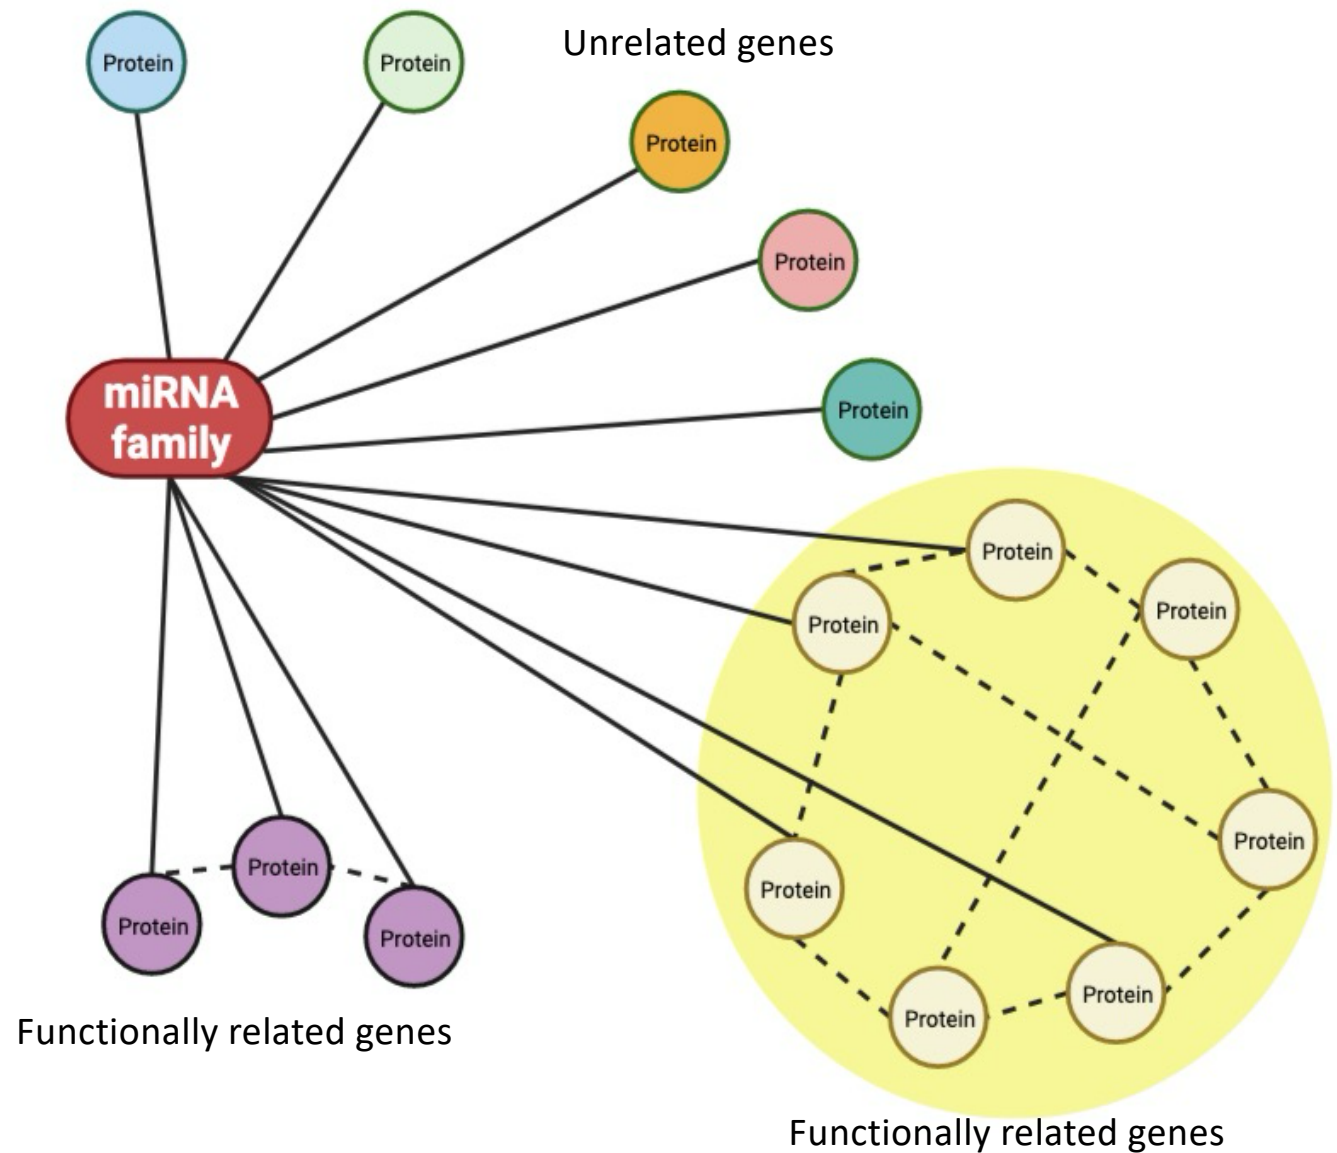 Unrelated genes
Protein
Protein
Protein
Protein
Protein
miRNA
family
Protein
Protein
Protein
Protein
Protein
Protein
Protein
Protein
Protein
Protein
Functionally related genes
Functionally related genes